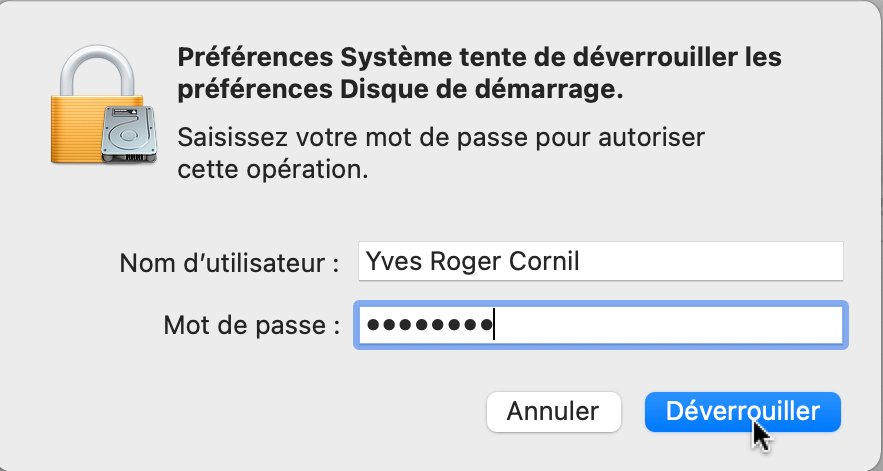 Préférences Système tente de déverrouiller les
préférences Disque de démarrage.
Saisissez votre mot de passe pour autoriser
cette opération.
Nom d’utilisateur : Yves Roger Cornil
Mot de passe : ••••••••
Annuler Déverrouiller